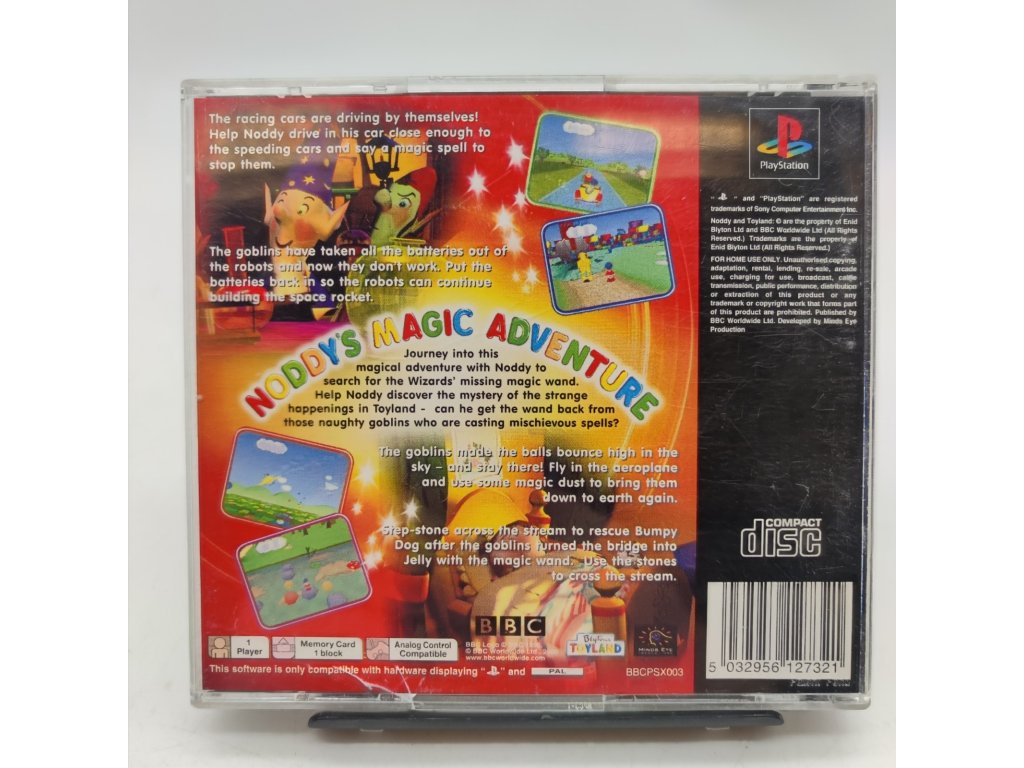 The racing cars are driving by themselves!
Help Noddy drive in his car close enough to
the speeding cars and say a magic spell to
stop them.
The goblins have taken all the batteries out of
the robots and now they don't work. Put the
batteries back in so the robots can continue
building the space rocket.
NODDY'S MAGIC ADVENTURE
Journey into this
magical adventure with Noddy to
search for the Wizards' missing magic wand.
Help Noddy discover the mystery of the strange
happenings in Toyland - can he get the wand back from
those naughty goblins who are casting mischievous spells?
The goblins made the balls bounce high in the
sky – and stay there! Fly in the aeroplane
and use some magic dust to bring them
down to earth again.
Step-stone across the stream to rescue Bumpy
Dog after the goblins turned the bridge into
Jelly with the magic wand. Use the stones
to cross the stream.
PlayStation
" " and "PlayStation" are registered
trademarks of Sony Computer Entertainment Inc.
Noddy and Toyland: © are the property of Enid
Blyton Ltd and BBC Worldwide Ltd (All Rights
Reserved.) Trademarks are the property of
Enid Blyton Ltd (All Rights Reserved.)
FOR HOME USE ONLY. Unauthorised copying,
adaptation, rental, lending, re-sale, arcade
use, charging for use, broadcast, cable
transmission, public performance, distribution
or extraction of this product or any
trademark or copyright work that forms part
of this product are prohibited. Published by
BBC Worldwide Ltd. Developed by Minds Eye
Production
COMPACT
disc
1
Player
Memory Card
1 block
Analog Control
Compatible
BBC
BBC Logo ©
© BBC Worldwide Ltd
www.bbcworldwide.com
Blyton's
TOYLAND
MINDS EYE
This software is only compatible with hardware displaying " " and PAL
BBCPSX003
5 032956 127321